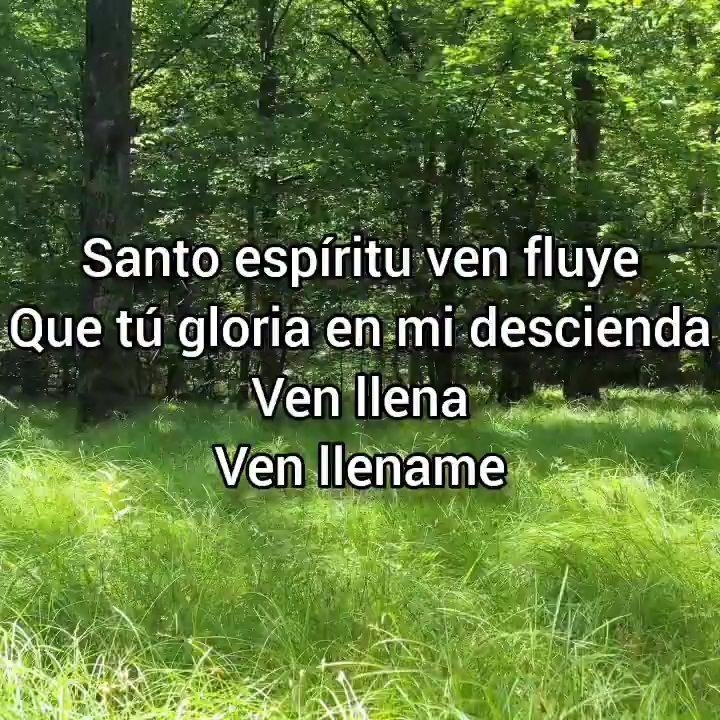 Santo espíritu ven fluye
Que tú gloria en mi descienda
Ven llena
Ven llename